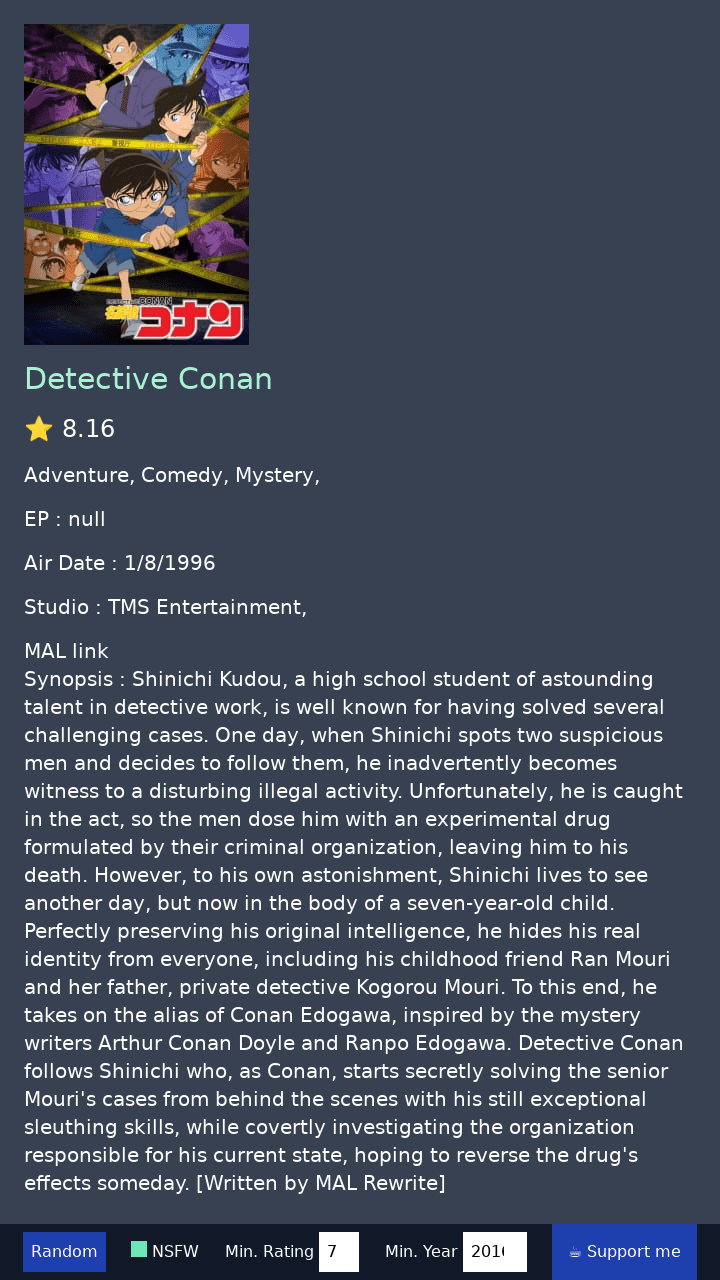 DETECTIVE CONAN
名探偵コナン
Detective Conan
⭐ 8.16
Adventure, Comedy, Mystery,
EP : null
Air Date : 1/8/1996
Studio : TMS Entertainment,
MAL link
Synopsis : Shinichi Kudou, a high school student of astounding
talent in detective work, is well known for having solved several
challenging cases. One day, when Shinichi spots two suspicious
men and decides to follow them, he inadvertently becomes
witness to a disturbing illegal activity. Unfortunately, he is caught
in the act, so the men dose him with an experimental drug
formulated by their criminal organization, leaving him to his
death. However, to his own astonishment, Shinichi lives to see
another day, but now in the body of a seven-year-old child.
Perfectly preserving his original intelligence, he hides his real
identity from everyone, including his childhood friend Ran Mouri
and her father, private detective Kogorou Mouri. To this end, he
takes on the alias of Conan Edogawa, inspired by the mystery
writers Arthur Conan Doyle and Ranpo Edogawa. Detective Conan
follows Shinichi who, as Conan, starts secretly solving the senior
Mouri's cases from behind the scenes with his still exceptional
sleuthing skills, while covertly investigating the organization
responsible for his current state, hoping to reverse the drug's
effects someday. [Written by MAL Rewrite]
Random NSFW Min. Rating 7 Min. Year 2016 ☕ Support me